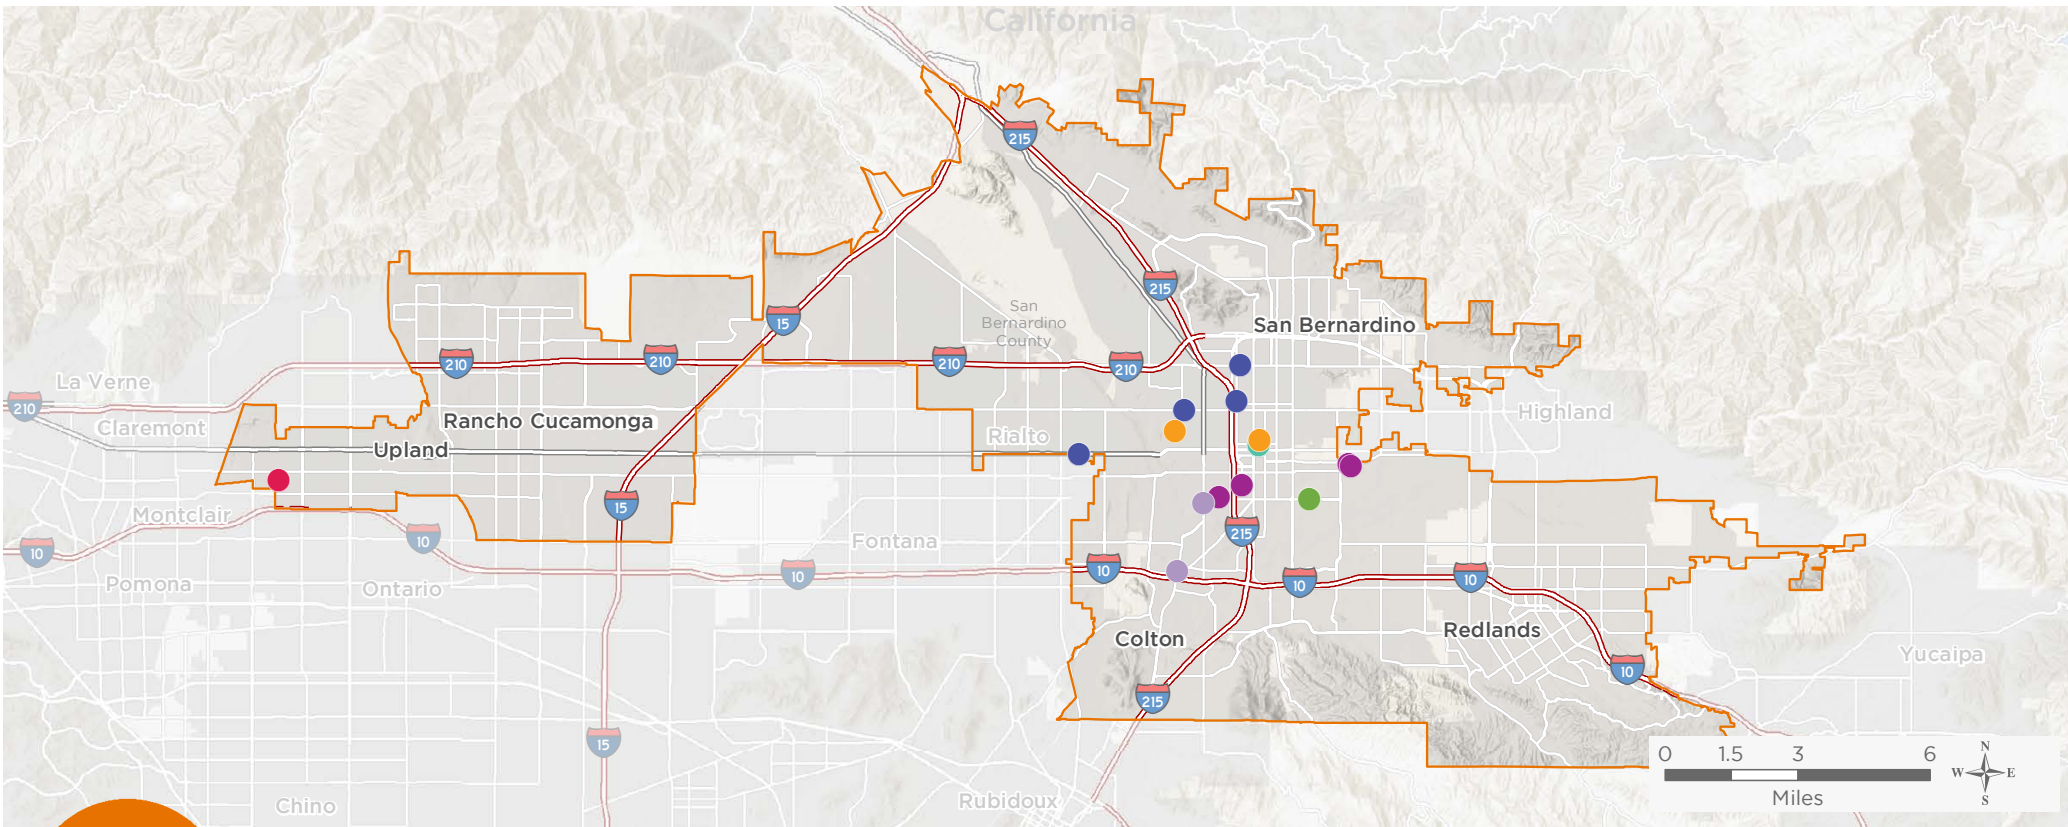 California
215
215
15
San
Bernardino
County
San Bernardino
210
210
210
210
210
La Verne
Claremont
Rancho Cucamonga
Upland
Rialto
Highland
Montclair
15
10
10
Fontana
215
10
10
10
10
Pomona
Ontario
Colton
Redlands
Yucaipa
10
215
15
Chino
Rubidoux
0 1.5 3 6
Miles
N
W E
S